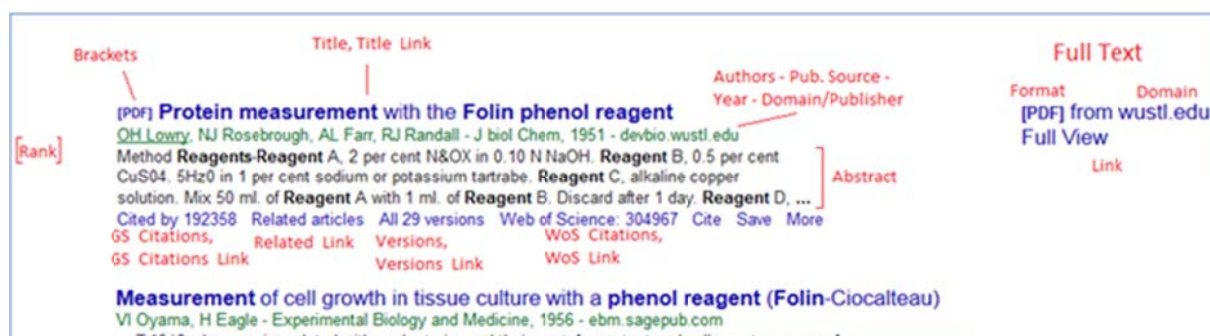 Title, Title Link
Full Text
Brackets
Authors - Pub. Source -
Year - Domain/Publisher
Format
Domain
[PDF] Protein measurement with the Folin phenol reagent
[PDF] from wustl.edu
OH Lowry, NJ Rosebrough, AL Farr, RJ Randall - J biol Chem, 1951 - devbio.wustl.edu
Full View
[Rank]
Method Reagents-Reagent A, 2 per cent N&OX in 0.10 N NaOH. Reagent B, 0.5 per cent
Link
CuS04. 5Hz0 in 1 per cent sodium or potassium tartrabe. Reagent C, alkaline copper
Abstract
solution. Mix 50 ml. of Reagent A with 1 ml. of Reagent B. Discard after 1 day. Reagent D, ...
Cited by 192358 Related articles All 29 versions Web of Science: 304967 Cite Save More
GS Citations,
GS Citations Link
Related Link
Versions,
Versions Link
WoS Citations,
WoS Link
Measurement of cell growth in tissue culture with a phenol reagent (Folin-Ciocalteau)
VI Oyama, H Eagle - Experimental Biology and Medicine, 1956 - ebm.sagepub.com